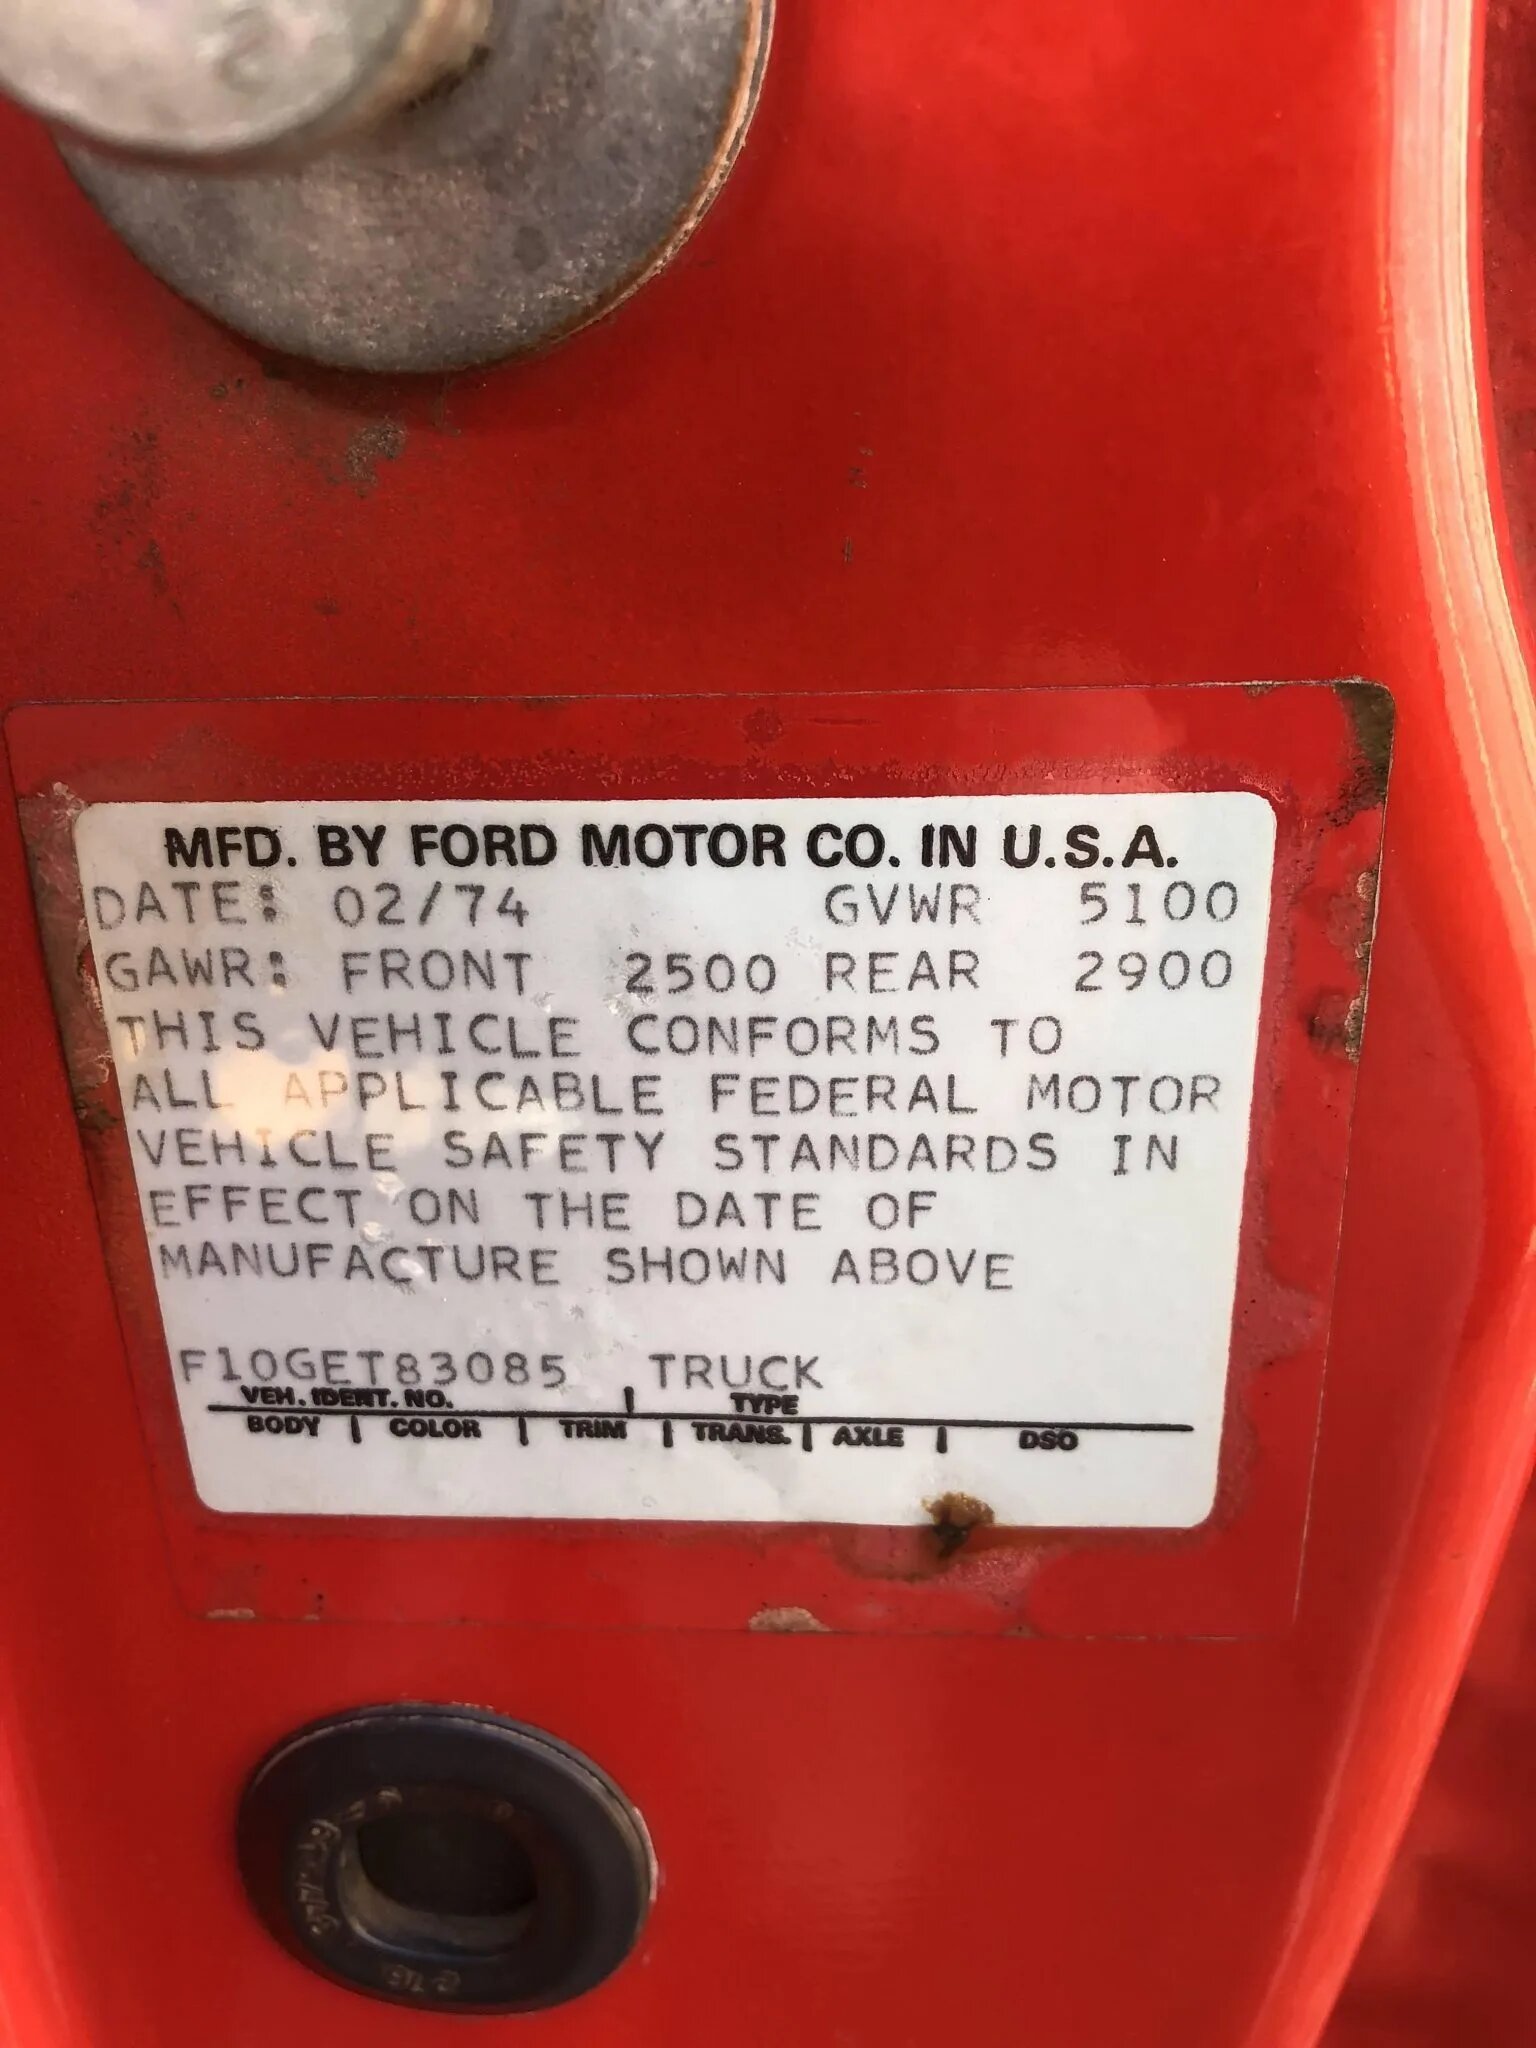 MFD. BY FORD MOTOR CO. IN U.S.A.
DATE: 02/74 GVWR 5100
GAWR: FRONT 2500 REAR 2900
THIS VEHICLE CONFORMS TO
ALL APPLICABLE FEDERAL MOTOR
VEHICLE SAFETY STANDARDS IN
EFFECT ON THE DATE OF
MANUFACTURE SHOWN ABOVE
F10GET83085 TRUCK
VEH. IDENT. NO. | TYPE
BODY | COLOR | TRIM | TRANS. | AXLE | DSO